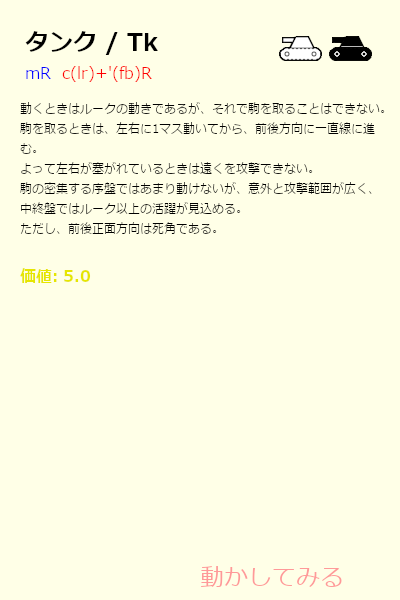 タンク / Tk
mR c(lr)+'(fb)R
動くときはルークの動きであるが、それで駒を取ることはできない。
駒を取るときは、左右に1マス動いてから、前後方向に一直線に進
む。
よって左右が塞がれているときは遠くを攻撃できない。
駒の密集する序盤ではあまり動けないが、意外と攻撃範囲が広く、
中終盤ではルーク以上の活躍が見込める。
ただし、前後正面方向は死角である。
価値: 5.0
動かしてみる